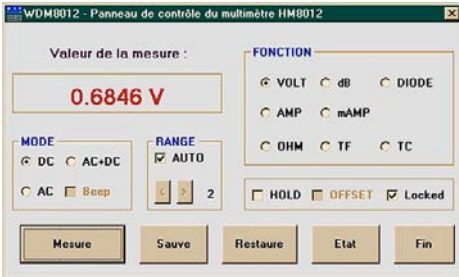 WDM8012 - Panneau de contrôle du multimètre HM8012
Valeur de la mesure :
0.6846 V
FONCTION
VOLT dB DIODE
AMP mAMP
OHM TF TC
MODE
DC AC+DC
AC Beep
RANGE
AUTO
< > 2
HOLD OFFSET Locked
Mesure Sauve Restaure Etat Fin